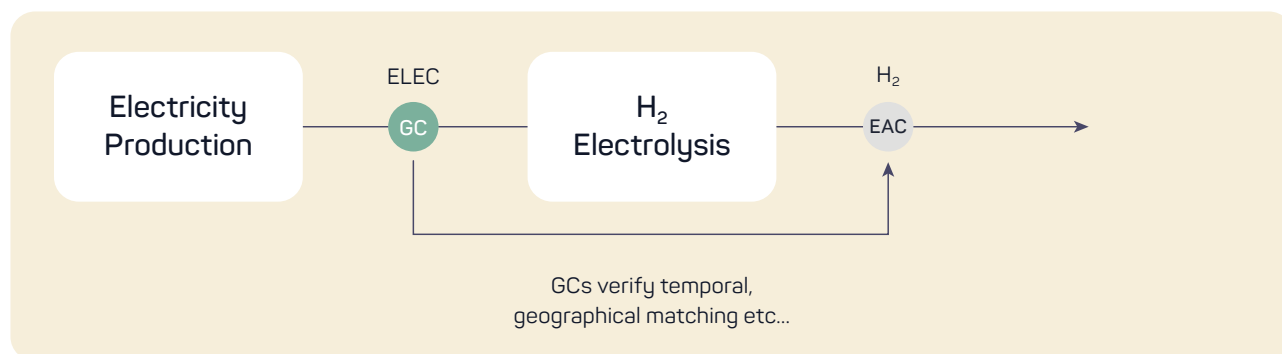 Electricity
Production
ELEC
GC
H₂
Electrolysis
H₂
EAC
GCs verify temporal,
geographical matching etc...